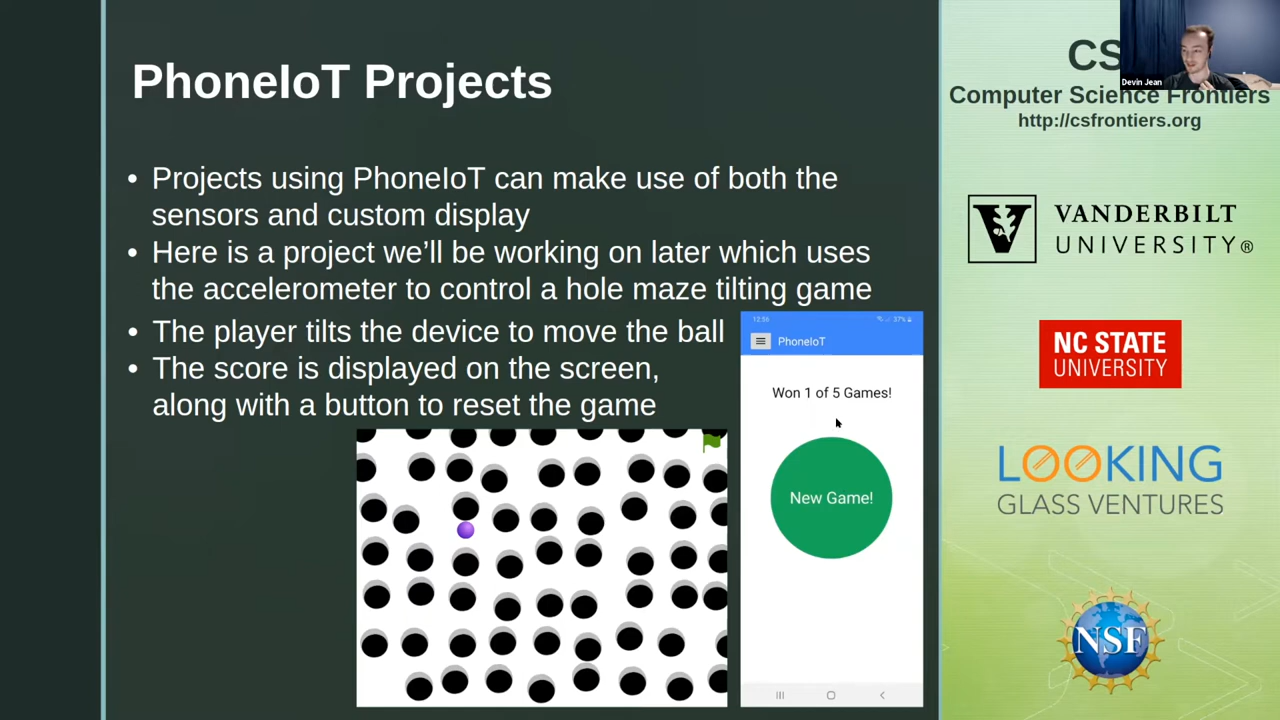 PhoneIoT Projects
• Projects using PhoneIoT can make use of both the
sensors and custom display
• Here is a project we’ll be working on later which uses
the accelerometer to control a hole maze tilting game
• The player tilts the device to move the ball
• The score is displayed on the screen,
along with a button to reset the game
12:56
37%
PhoneIoT
Won 1 of 5 Games!
New Game!
CS
Devin Jean
Computer Science Frontiers
http://csfrontiers.org
V
VANDERBILT
UNIVERSITY®
NC STATE
UNIVERSITY
LOOKING
GLASS VENTURES
NSF